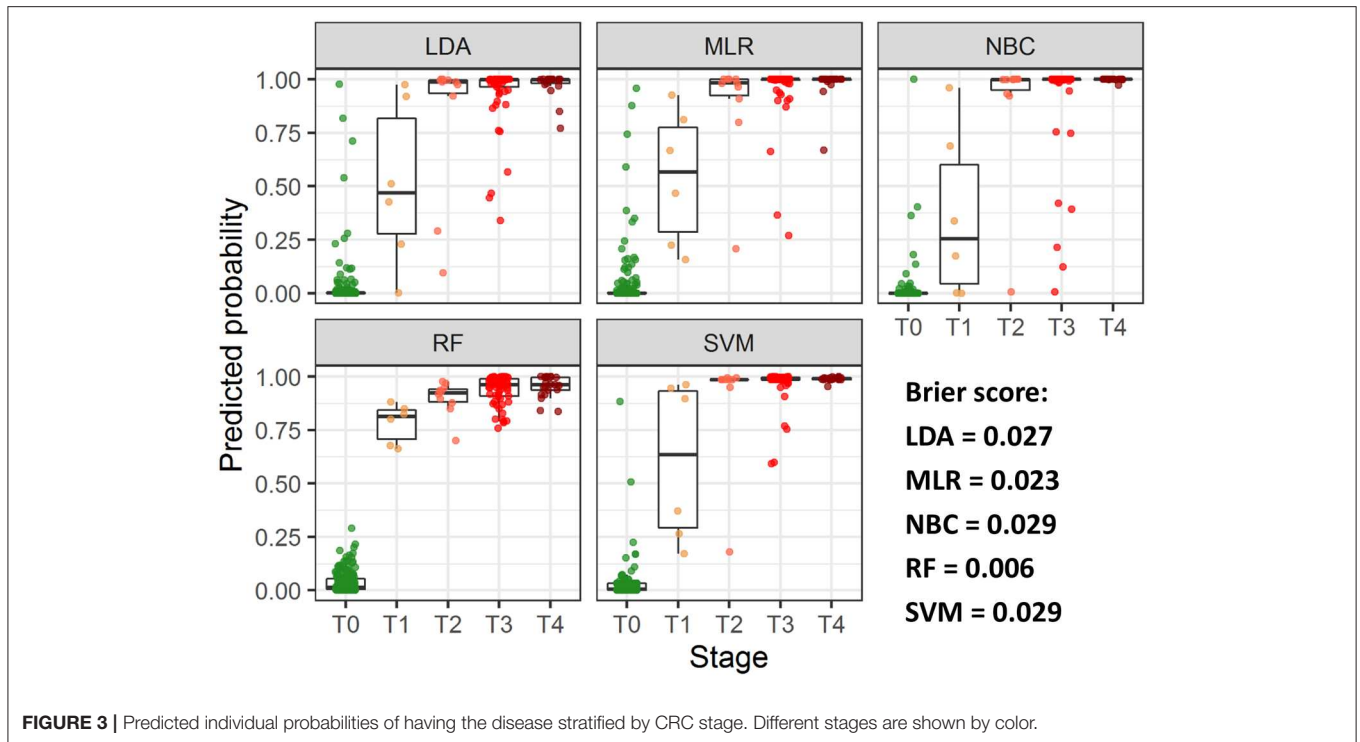 LDA
MLR
NBC
1.00
0.75
0.50
0.25
0.00
T0 T1 T2 T3 T4
RF
SVM
1.00
0.75
0.50
0.25
0.00
T0 T1 T2 T3 T4
T0 T1 T2 T3 T4
Predicted probability
Stage
Brier score:
LDA = 0.027
MLR = 0.023
NBC = 0.029
RF = 0.006
SVM = 0.029
FIGURE 3 | Predicted individual probabilities of having the disease stratified by CRC stage. Different stages are shown by color.